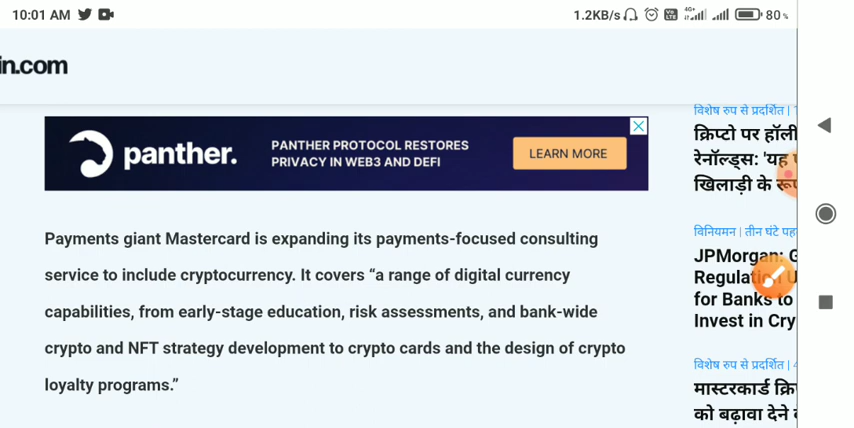 10:01 AM
1.2KB/s
4G+
80%
in.com
panther.
PANTHER PROTOCOL RESTORES
PRIVACY IN WEB3 AND DEFI
LEARN MORE
Payments giant Mastercard is expanding its payments-focused consulting
service to include cryptocurrency. It covers “a range of digital currency
capabilities, from early-stage education, risk assessments, and bank-wide
crypto and NFT strategy development to crypto cards and the design of crypto
loyalty programs.”
विशेष रुप से प्रदर्शित |
क्रिप्टो पर हॉली
रेनॉल्ड्स: 'यह
खिलाड़ी के रूप
विनियमन | तीन घंटे पह
JPMorgan:
Regulation U
for Banks to
Invest in Cry
विशेष रुप से प्रदर्शित | 4
मास्टरकार्ड क्रि
को बढ़ावा देने